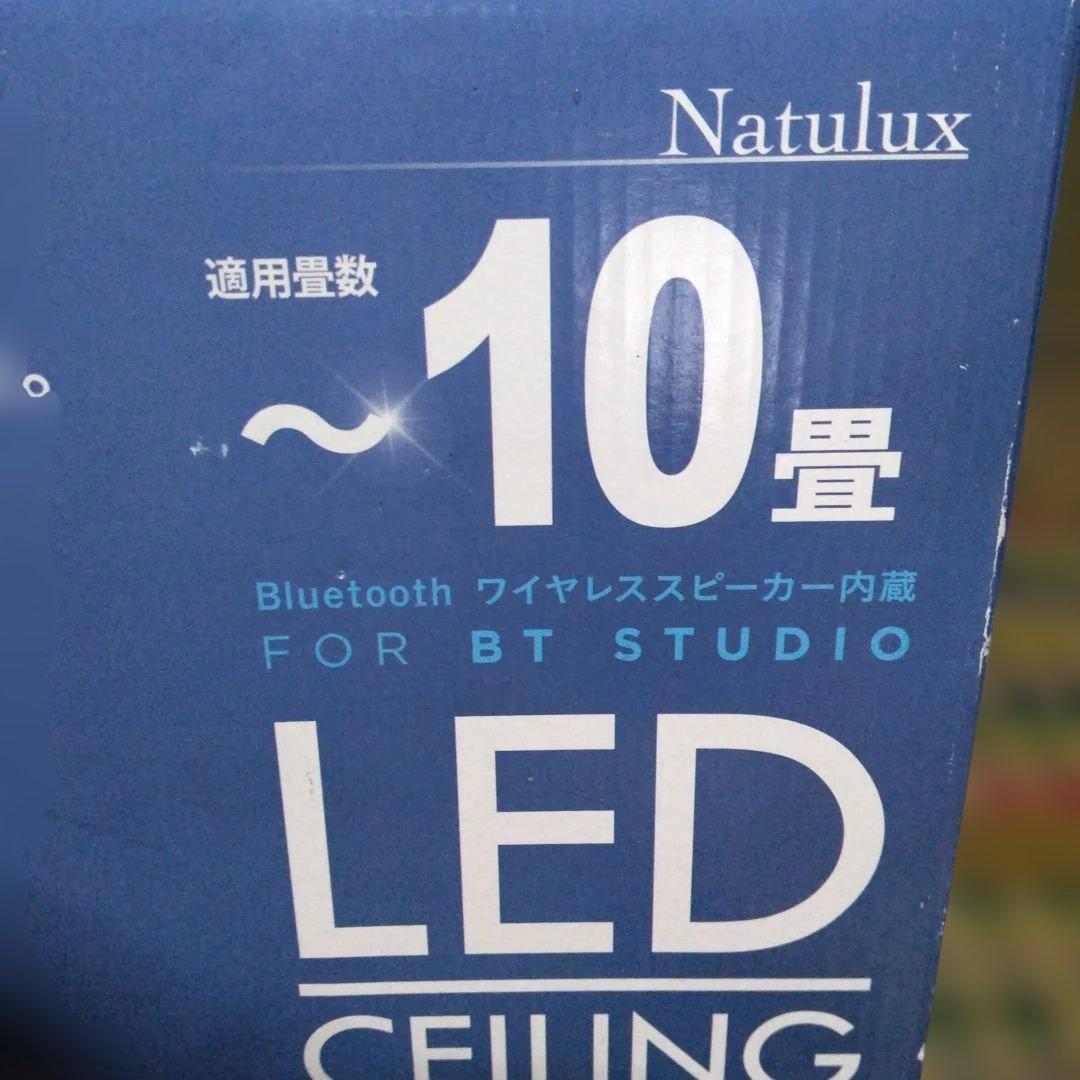 Natulux
適用畳数
～10畳
。
Bluetooth ワイヤレススピーカー内蔵
FOR BT STUDIO
LED
CEILING